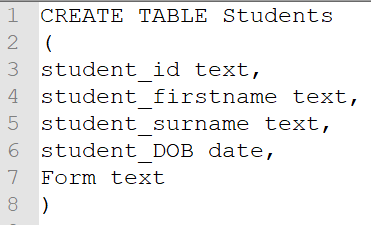 1 CREATE TABLE Students
2 (
3 student_id text,
4 student_firstname text,
5 student_surname text,
6 student_DOB date,
7 Form text
8 )